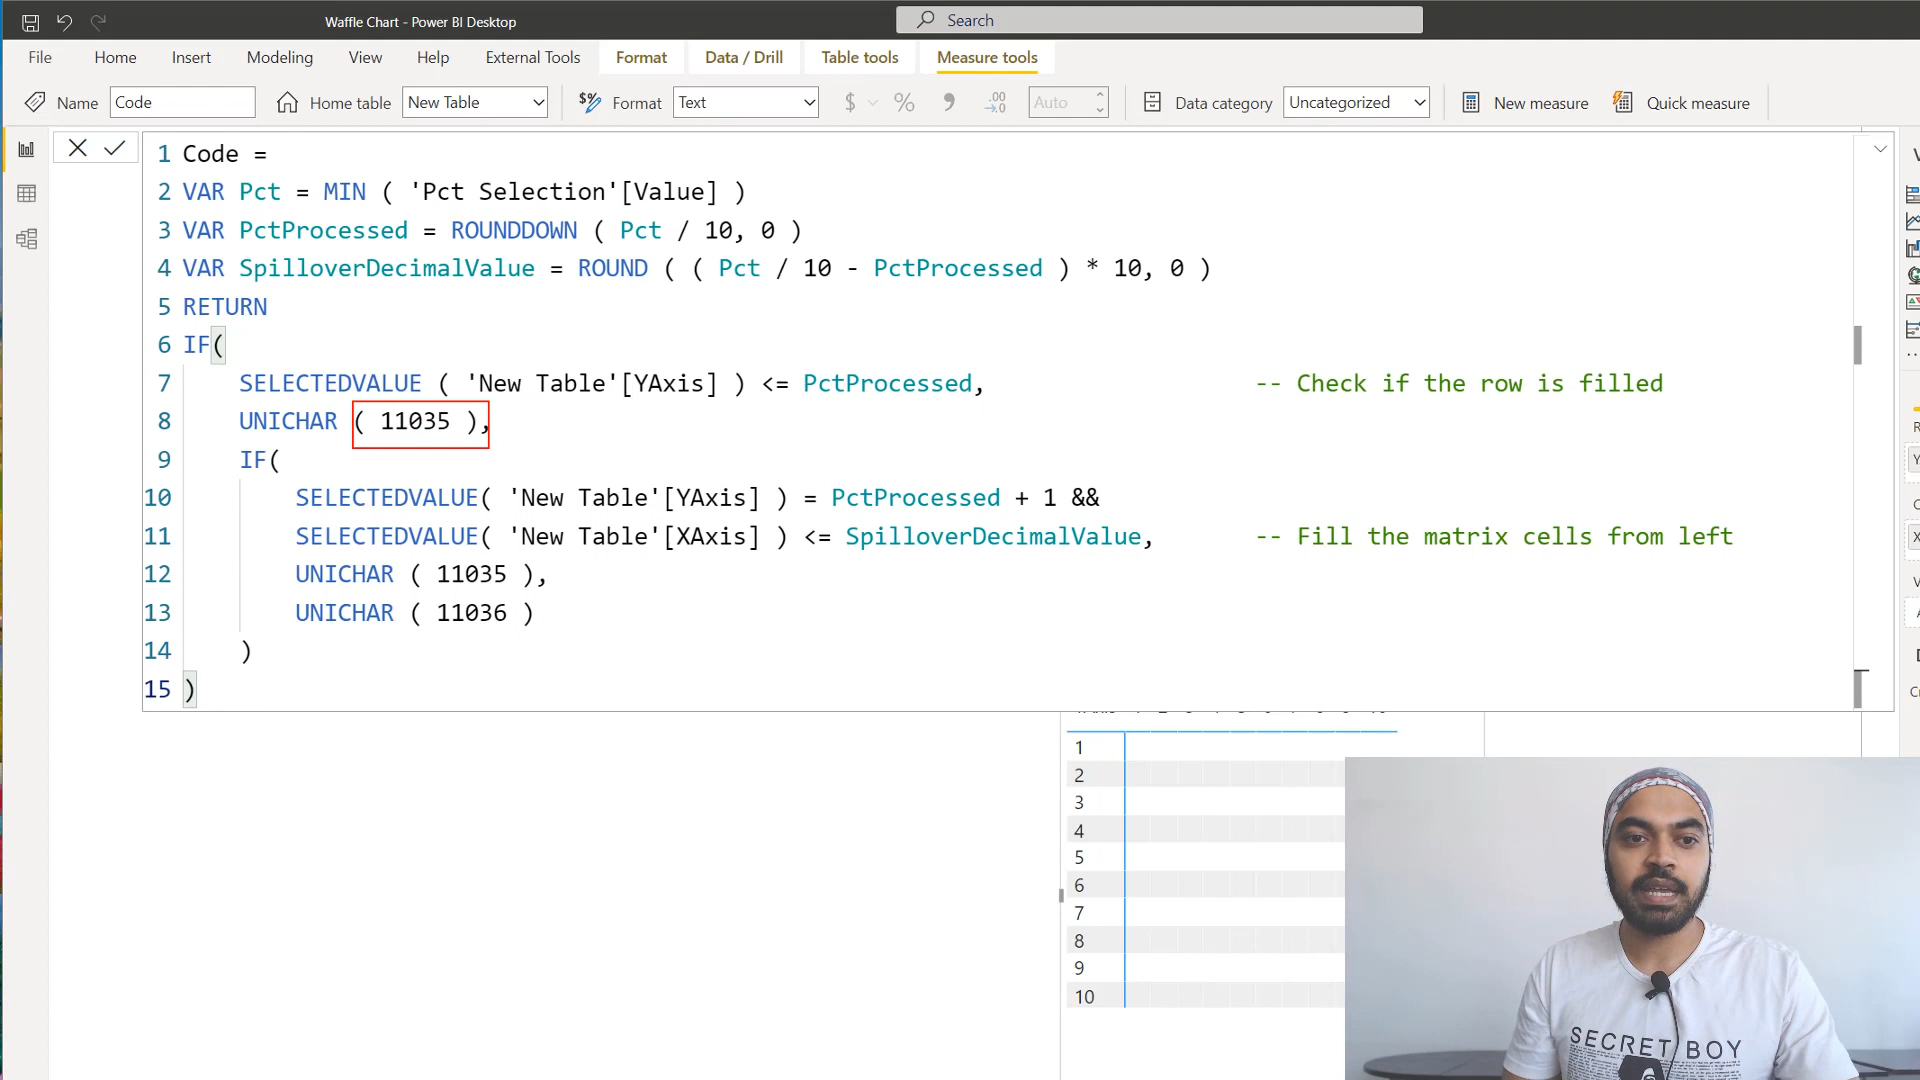 Waffle Chart - Power BI Desktop
Search
File Home Insert Modeling View Help External Tools Format Data / Drill Table tools Measure tools
Name Code Home table New Table Format Text $ % Auto Data category Uncategorized New measure Quick measure
1 Code =
2 VAR Pct = MIN ( 'Pct Selection'[Value] )
3 VAR PctProcessed = ROUNDDOWN ( Pct / 10, 0 )
4 VAR SpilloverDecimalValue = ROUND ( ( Pct / 10 - PctProcessed ) * 10, 0 )
5 RETURN
6 IF(
7 SELECTEDVALUE ( 'New Table'[YAxis] ) <= PctProcessed, -- Check if the row is filled
8 UNICHAR ( 11035 ),
9 IF(
10 SELECTEDVALUE( 'New Table'[YAxis] ) = PctProcessed + 1 &&
11 SELECTEDVALUE( 'New Table'[XAxis] ) <= SpilloverDecimalValue, -- Fill the matrix cells from left
12 UNICHAR ( 11035 ),
13 UNICHAR ( 11036 )
14 )
15 )
1
2
3
4
5
6
7
8
9
10
SECRET BOY